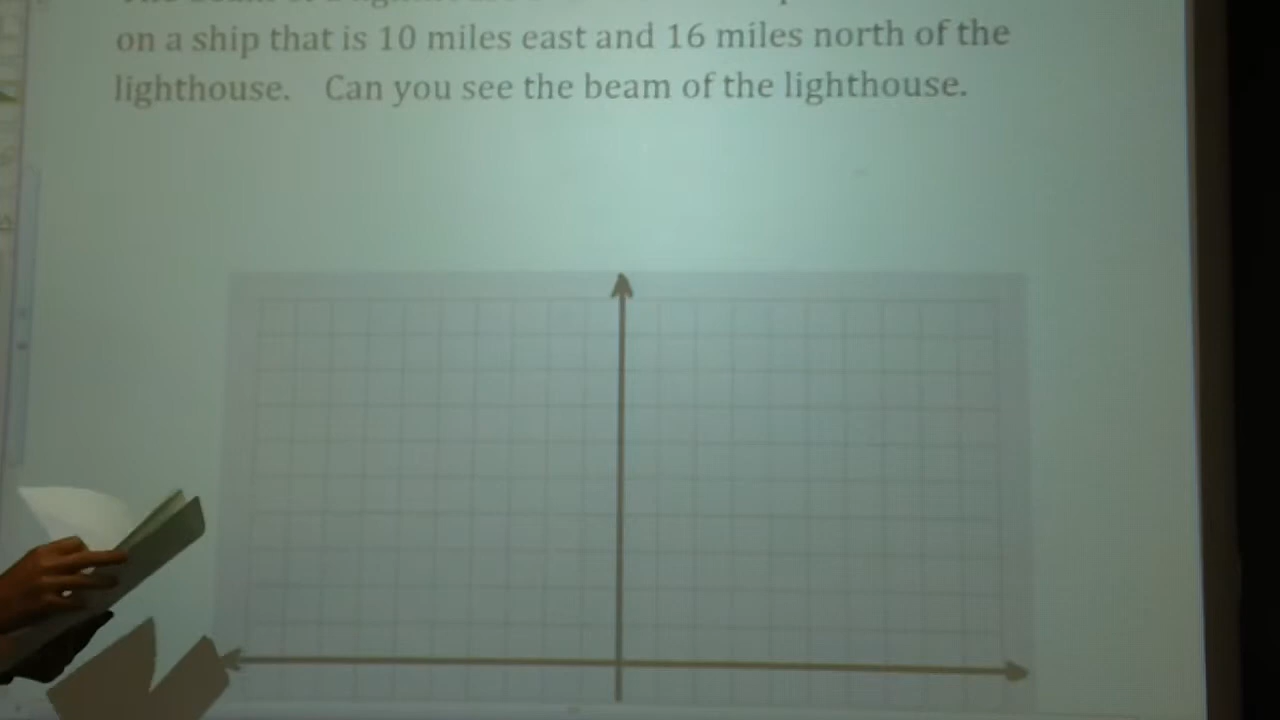 on a ship that is 10 miles east and 16 miles north of the
lighthouse. Can you see the beam of the lighthouse.